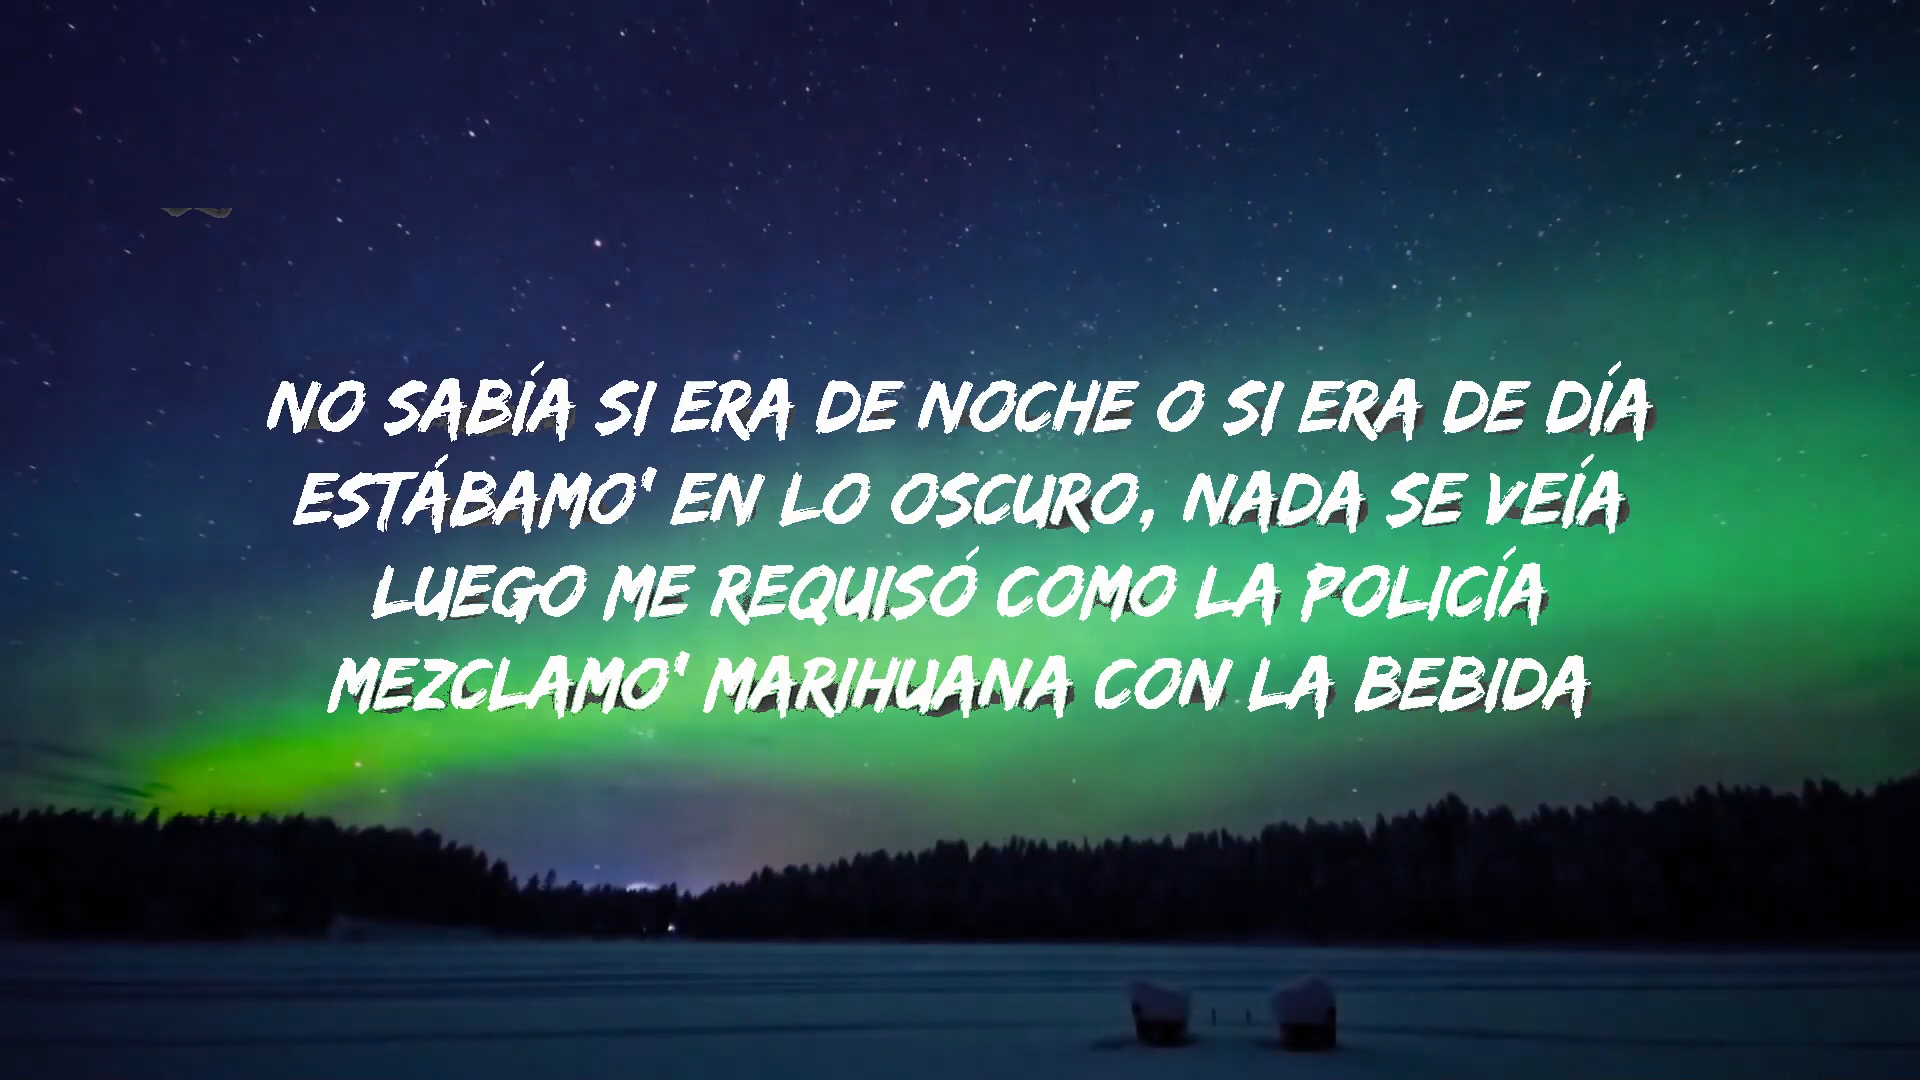 NO SABÍA SI ERA DE NOCHE O SI ERA DE DÍA
ESTÁBAMO' EN LO OSCURO, NADA SE VEÍA
LUEGO ME REQUISÓ COMO LA POLICÍA
MEZCLAMO' MARIHUANA CON LA BEBIDA